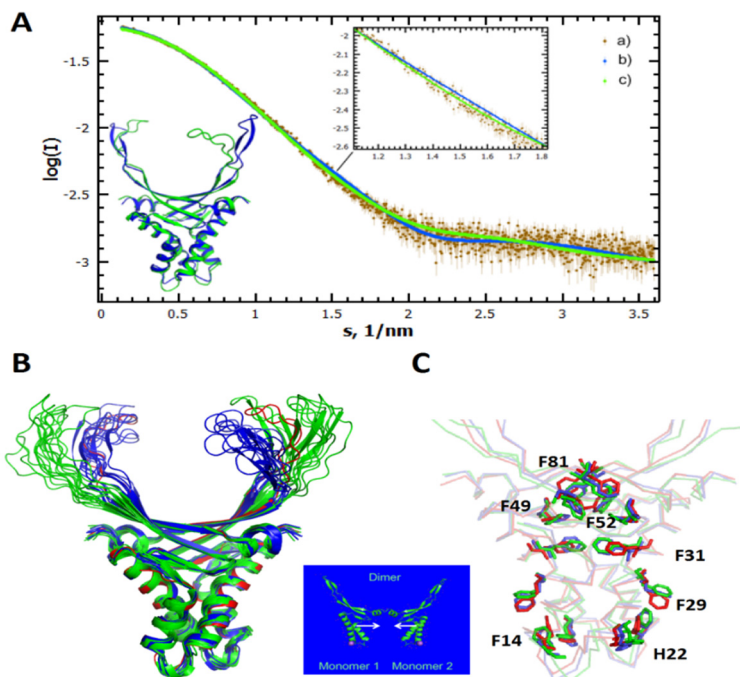 A
a)
b)
c)
-2
-2.1
-2.2
-2.3
-2.4
-2.5
-2.6
1.2 1.3 1.4 1.5 1.6 1.7 1.8
-1.5
-2
-2.5
-3
log(I)
0 0.5 1 1.5 2 2.5 3 3.5
s, 1/nm
B
Dimer
Monomer 1 Monomer 2
C
F81
F49
F52
F31
F29
F14
H22